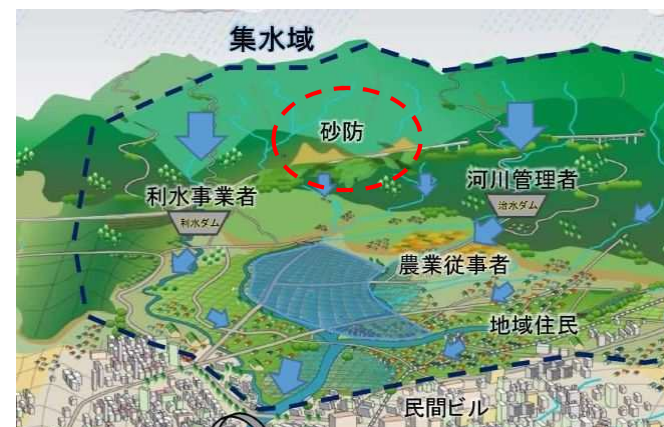 集水域
砂防
利水事業者
利水ダム
河川管理者
治水ダム
農業従事者
地域住民
民間ビル